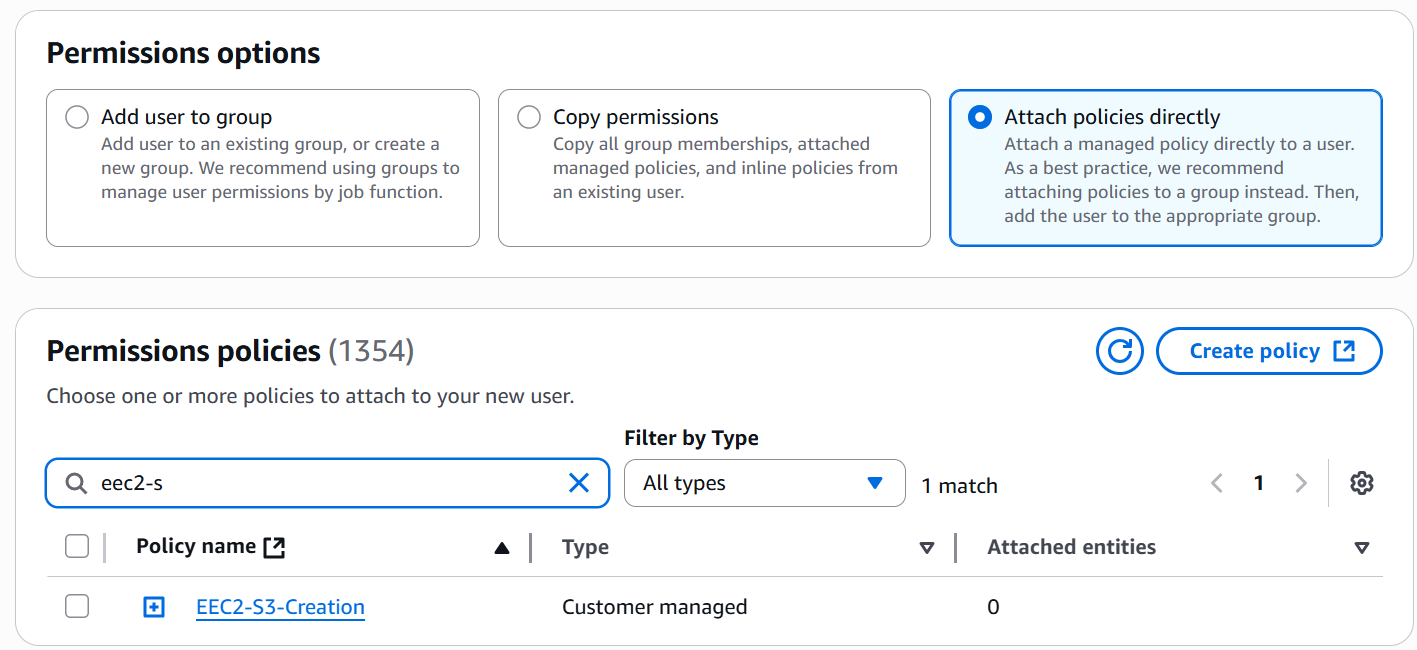 Permissions options
Add user to group
Add user to an existing group, or create a
new group. We recommend using groups to
manage user permissions by job function.
Copy permissions
Copy all group memberships, attached
managed policies, and inline policies from
an existing user.
Attach policies directly
Attach a managed policy directly to a user.
As a best practice, we recommend
attaching policies to a group instead. Then,
add the user to the appropriate group.
Permissions policies (1354)
Create policy
Choose one or more policies to attach to your new user.
Filter by Type
eec2-s
All types
1 match
1
Policy name
Type
Attached entities
EEC2-S3-Creation
Customer managed
0